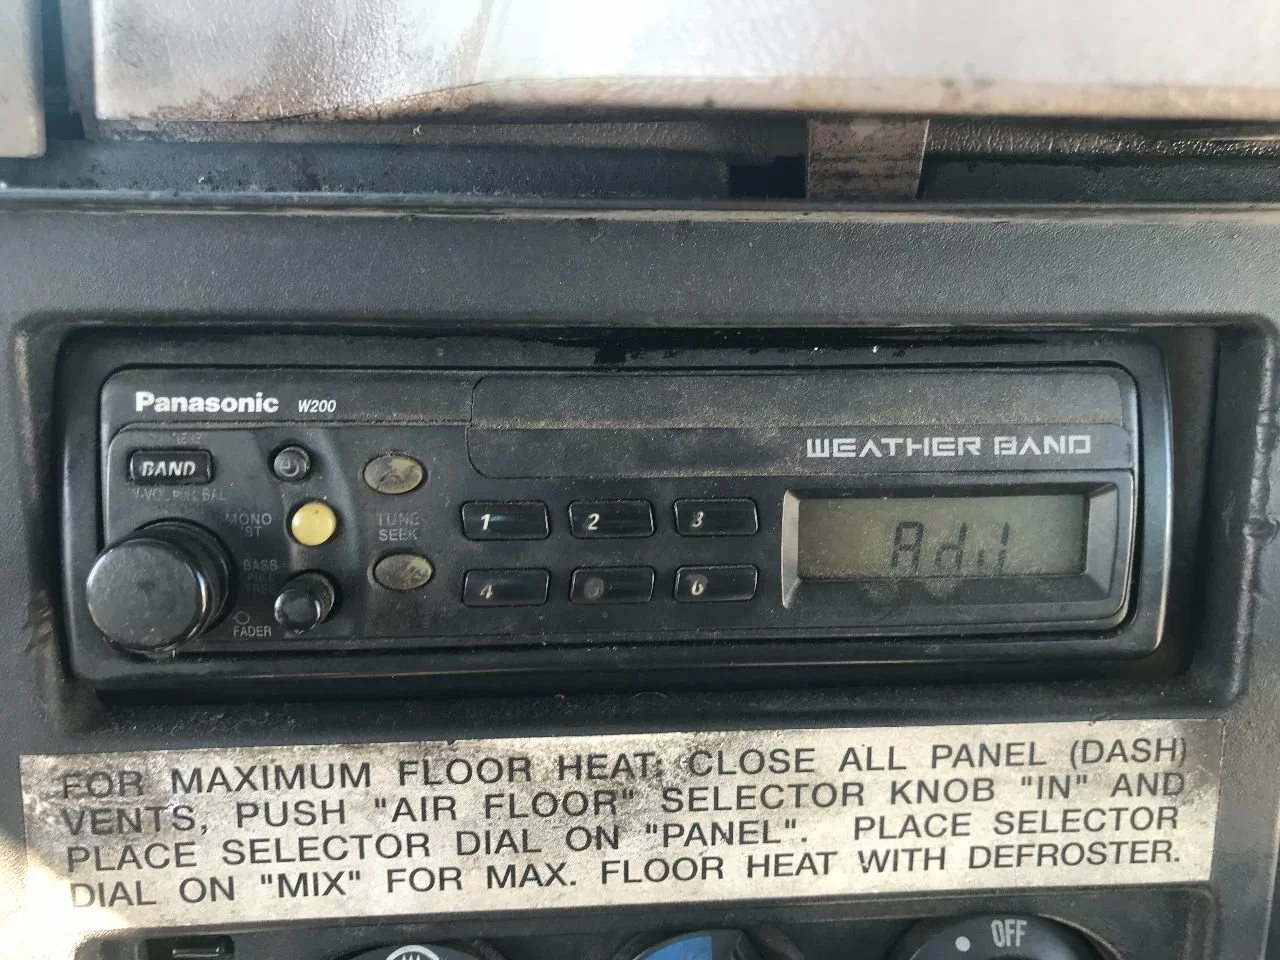 Panasonic W200
WEATHER BAND
BAND
MONO
TUNE
SEEK
BASS
FADER
1 2 3
4 6
Adj
FOR MAXIMUM FLOOR HEAT: CLOSE ALL PANEL (DASH)
VENTS, PUSH "AIR FLOOR" SELECTOR KNOB "IN" AND
PLACE SELECTOR DIAL ON "PANEL". PLACE SELECTOR
DIAL ON "MIX" FOR MAX. FLOOR HEAT WITH DEFROSTER.
OFF